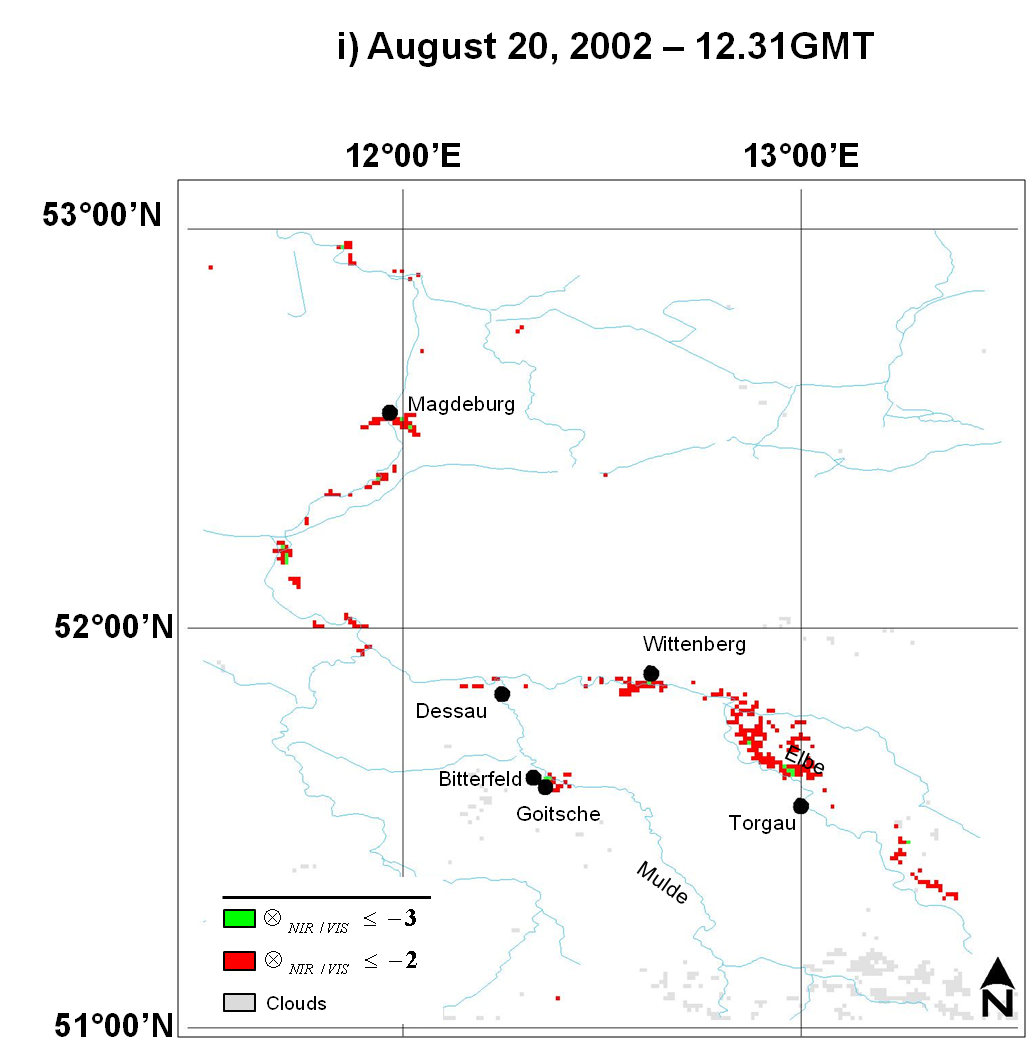 i) August 20, 2002 – 12.31GMT
12°00’E 13°00’E
53°00’N
Magdeburg
52°00’N
Wittenberg
Dessau
Elbe
Bitterfeld
Goitsche
Torgau
Mulde
⊗ NIR / VIS ≤ −3
⊗ NIR / VIS ≤ −2
Clouds
N
51°00’N